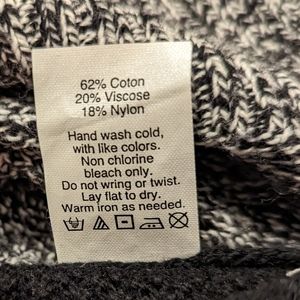 62% Coton
20% Viscose
18% Nylon
Hand wash cold,
with like colors.
Non chlorine
bleach only.
Do not wring or twist.
Lay flat to dry.
Warm iron as needed.